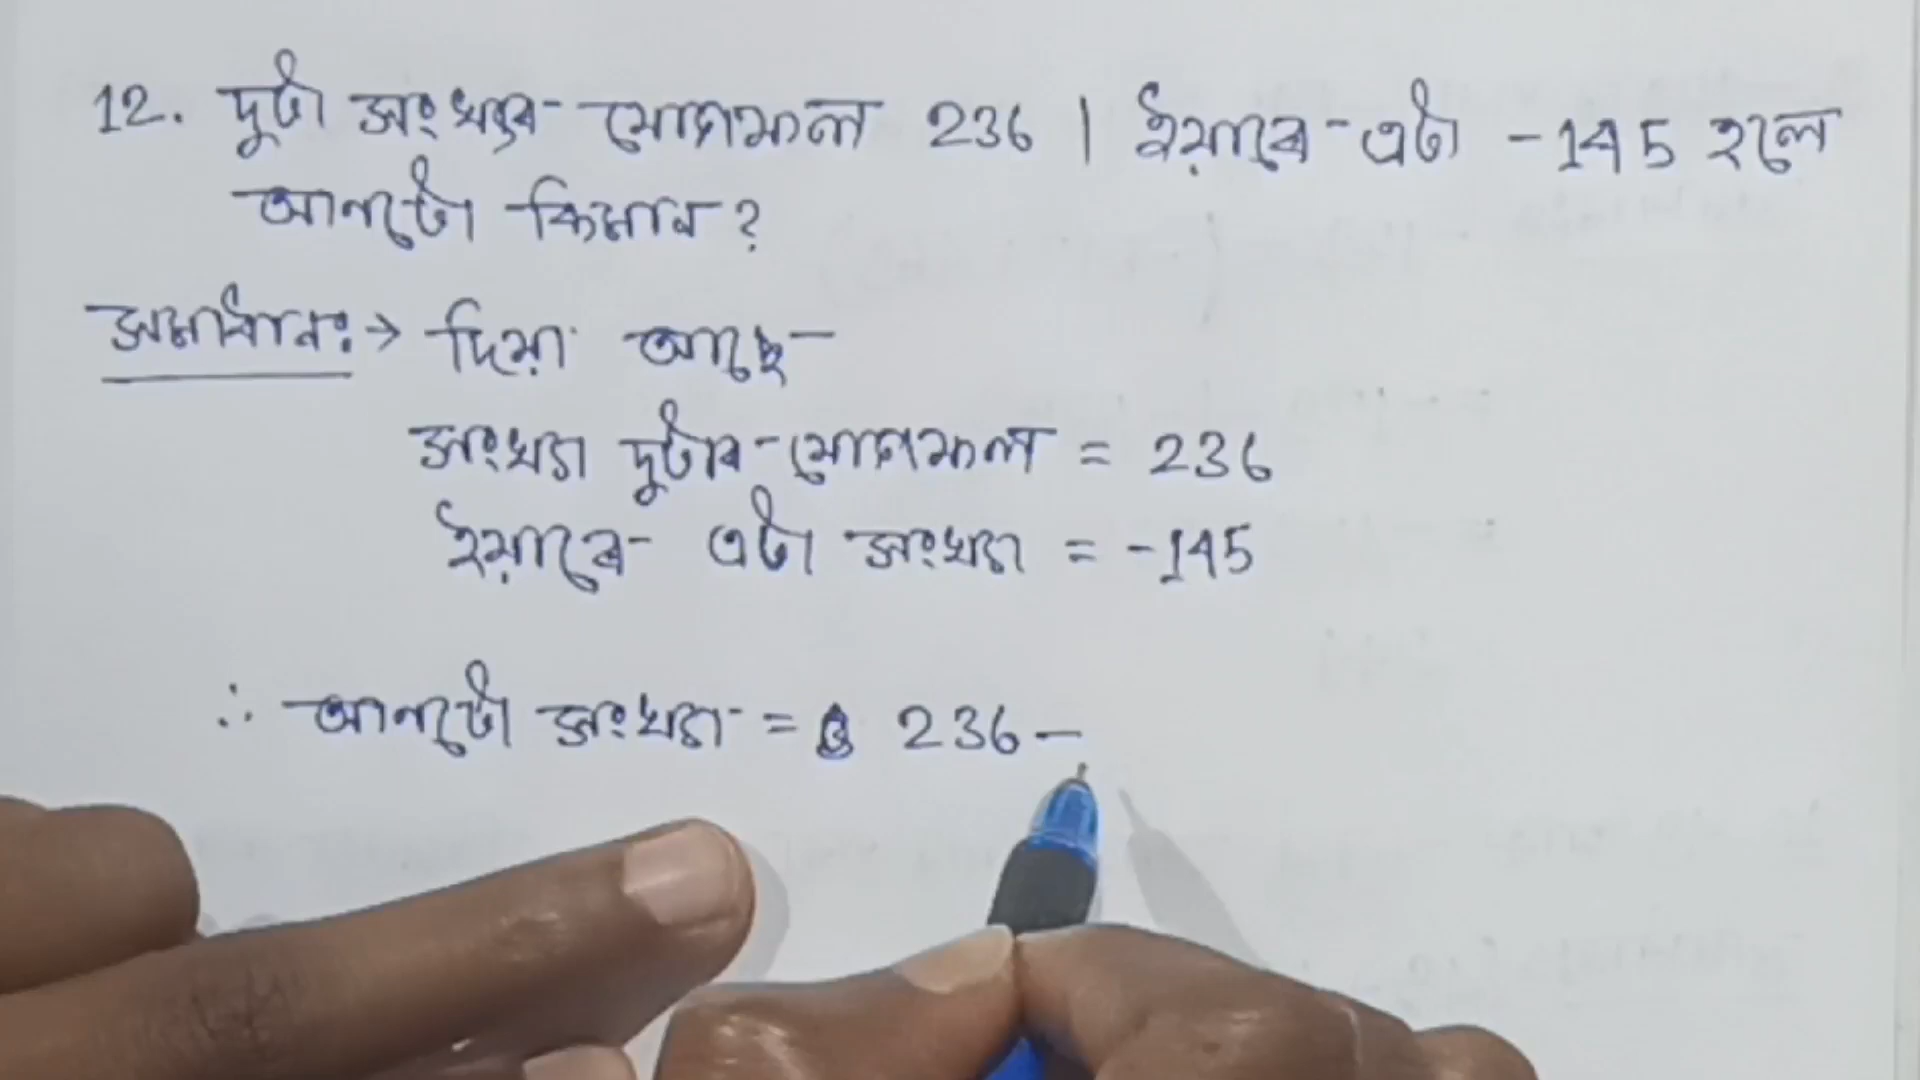 12. দুটা সংখ্যাৰ যোগফল 236 । ইয়াৰে এটা -145 হলে
আনটো কিমান?
সমাধানঃ→ দিয়া আছে-
সংখ্যা দুটাৰ যোগফল = 236
ইয়াৰে এটা সংখ্যা = -145
∴ আনটো সংখ্যা = 236 -